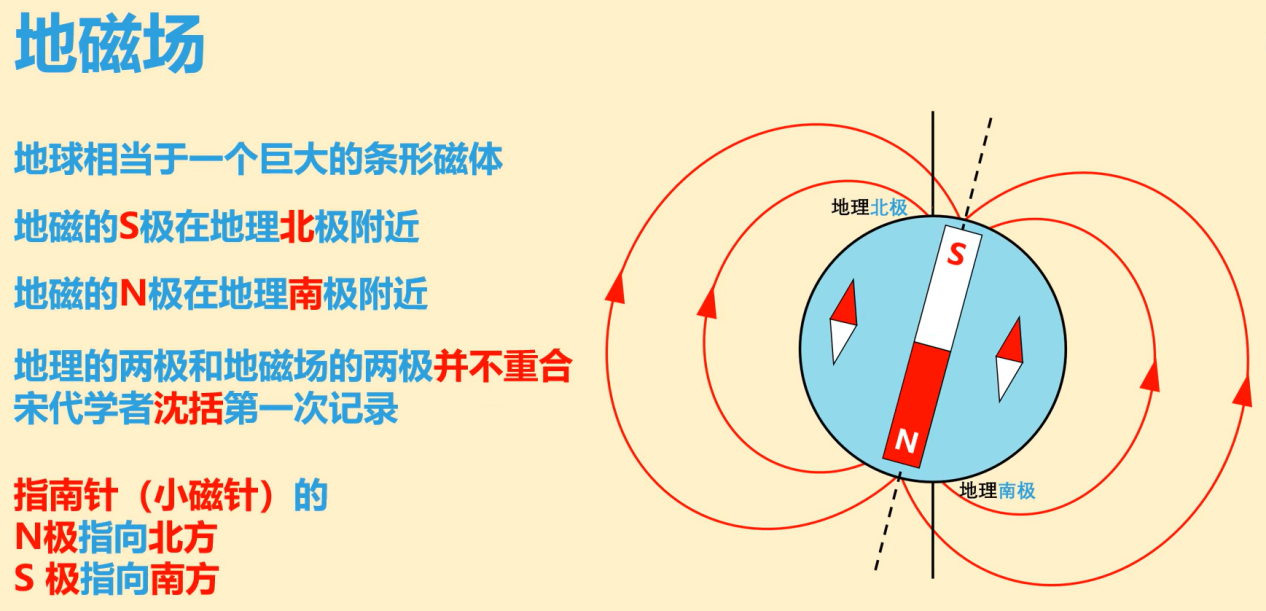 地磁场
地球相当于一个巨大的条形磁体
地磁的S极在地理北极附近
地磁的N极在地理南极附近
地理的两极和地磁场的两极并不重合
宋代学者沈括第一次记录
指南针（小磁针）的
N极指向北方
S 极指向南方
地理北极
S
N
地理南极